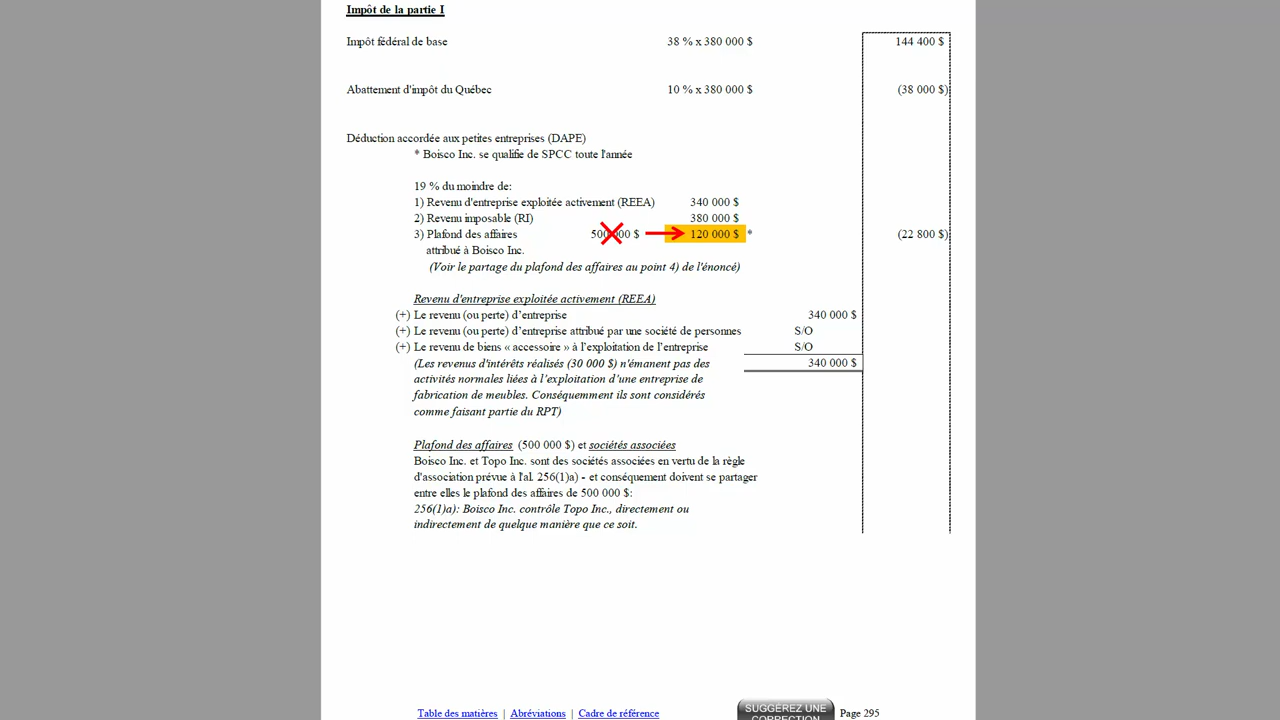 Impôt de la partie I
Impôt fédéral de base 38 % x 380 000 $ 144 400 $
Abattement d'impôt du Québec 10 % x 380 000 $ (38 000 $)
Déduction accordée aux petites entreprises (DAPE)
* Boisco Inc. se qualifie de SPCC toute l'année
19 % du moindre de:
1) Revenu d'entreprise exploitée activement (REEA) 340 000 $
2) Revenu imposable (RI) 380 000 $
3) Plafond des affaires 500 000 $ 120 000 $ * (22 800 $)
attribué à Boisco Inc.
(Voir le partage du plafond des affaires au point 4) de l'énoncé)
Revenu d'entreprise exploitée activement (REEA)
(+) Le revenu (ou perte) d’entreprise 340 000 $
(+) Le revenu (ou perte) d’entreprise attribué par une société de personnes S/O
(+) Le revenu de biens « accessoire » à l’exploitation de l’entreprise S/O
(Les revenus d'intérêts réalisés (30 000 $) n'émanent pas des 340 000 $
activités normales liées à l’exploitation d’une entreprise de
fabrication de meubles. Conséquemment ils sont considérés
comme faisant partie du RPT)
Plafond des affaires (500 000 $) et sociétés associées
Boisco Inc. et Topo Inc. sont des sociétés associées en vertu de la règle
d'association prévue à l'al. 256(1)a) - et conséquement doivent se partager
entre elles le plafond des affaires de 500 000 $:
256(1)a): Boisco Inc. contrôle Topo Inc., directement ou
indirectement de quelque manière que ce soit.
Table des matières | Abréviations | Cadre de référence
SUGGÉREZ UNE
CORRECTION
Page 295